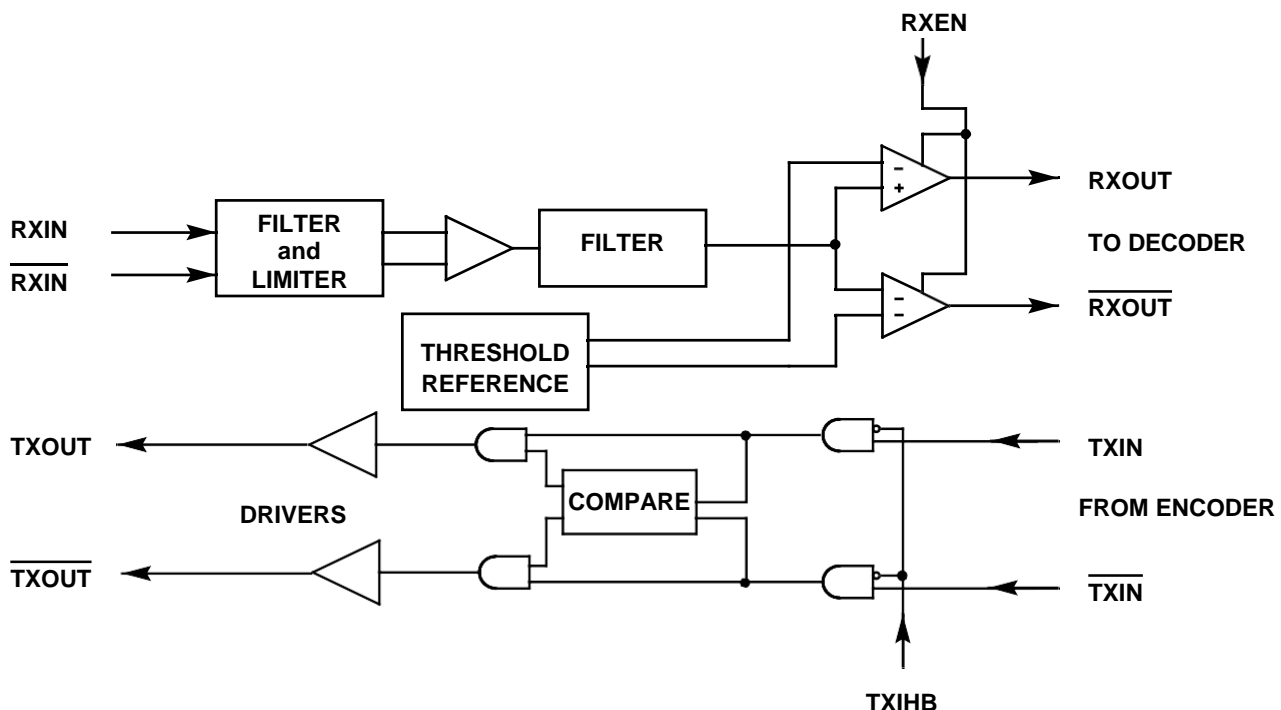 RXEN
RXIN
RXIN
FILTER
and
LIMITER
FILTER
-
+
-
-
RXOUT
TO DECODER
RXOUT
THRESHOLD
REFERENCE
TXOUT
DRIVERS
TXOUT
COMPARE
TXIN
FROM ENCODER
TXIN
TXIHB